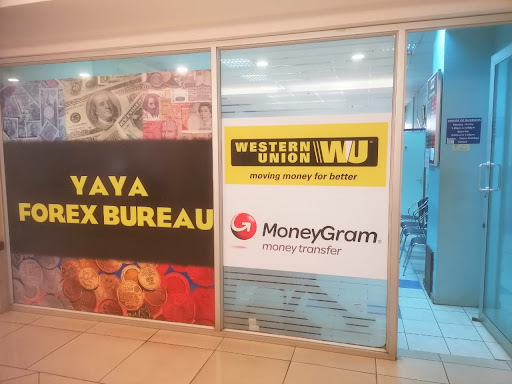 YAYA
FOREX BUREAU
WESTERN
UNION WU
moving money for better
MoneyGram®
money transfer